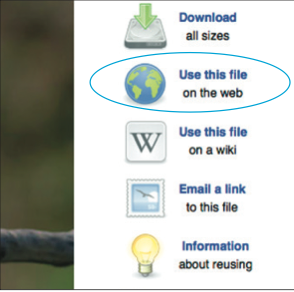 Download
all sizes
Use this file
on the web
W
Use this file
on a wiki
Email a link
to this file
Information
about reusing